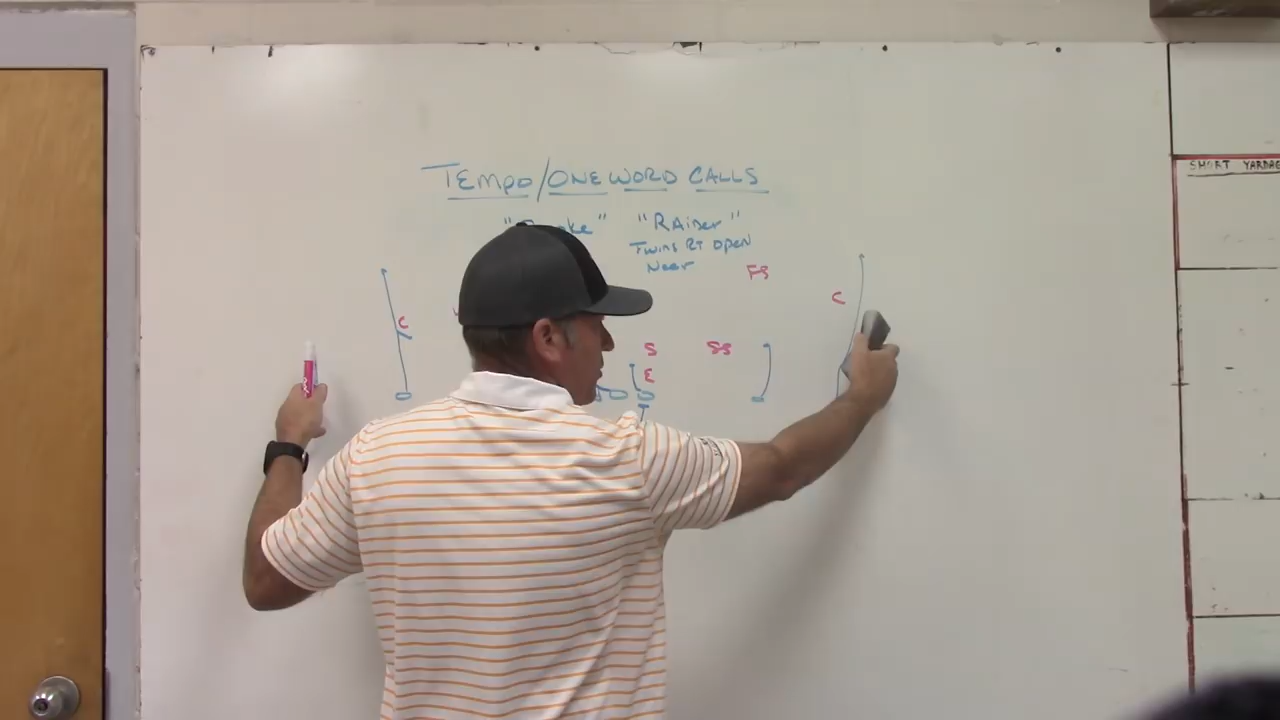 TEMPO/ONE WORD CALLS
"RAIDER"
TWINS RT OPEN
NEAR
FS
C
C
S
SS
E
SHORT YARDAGE